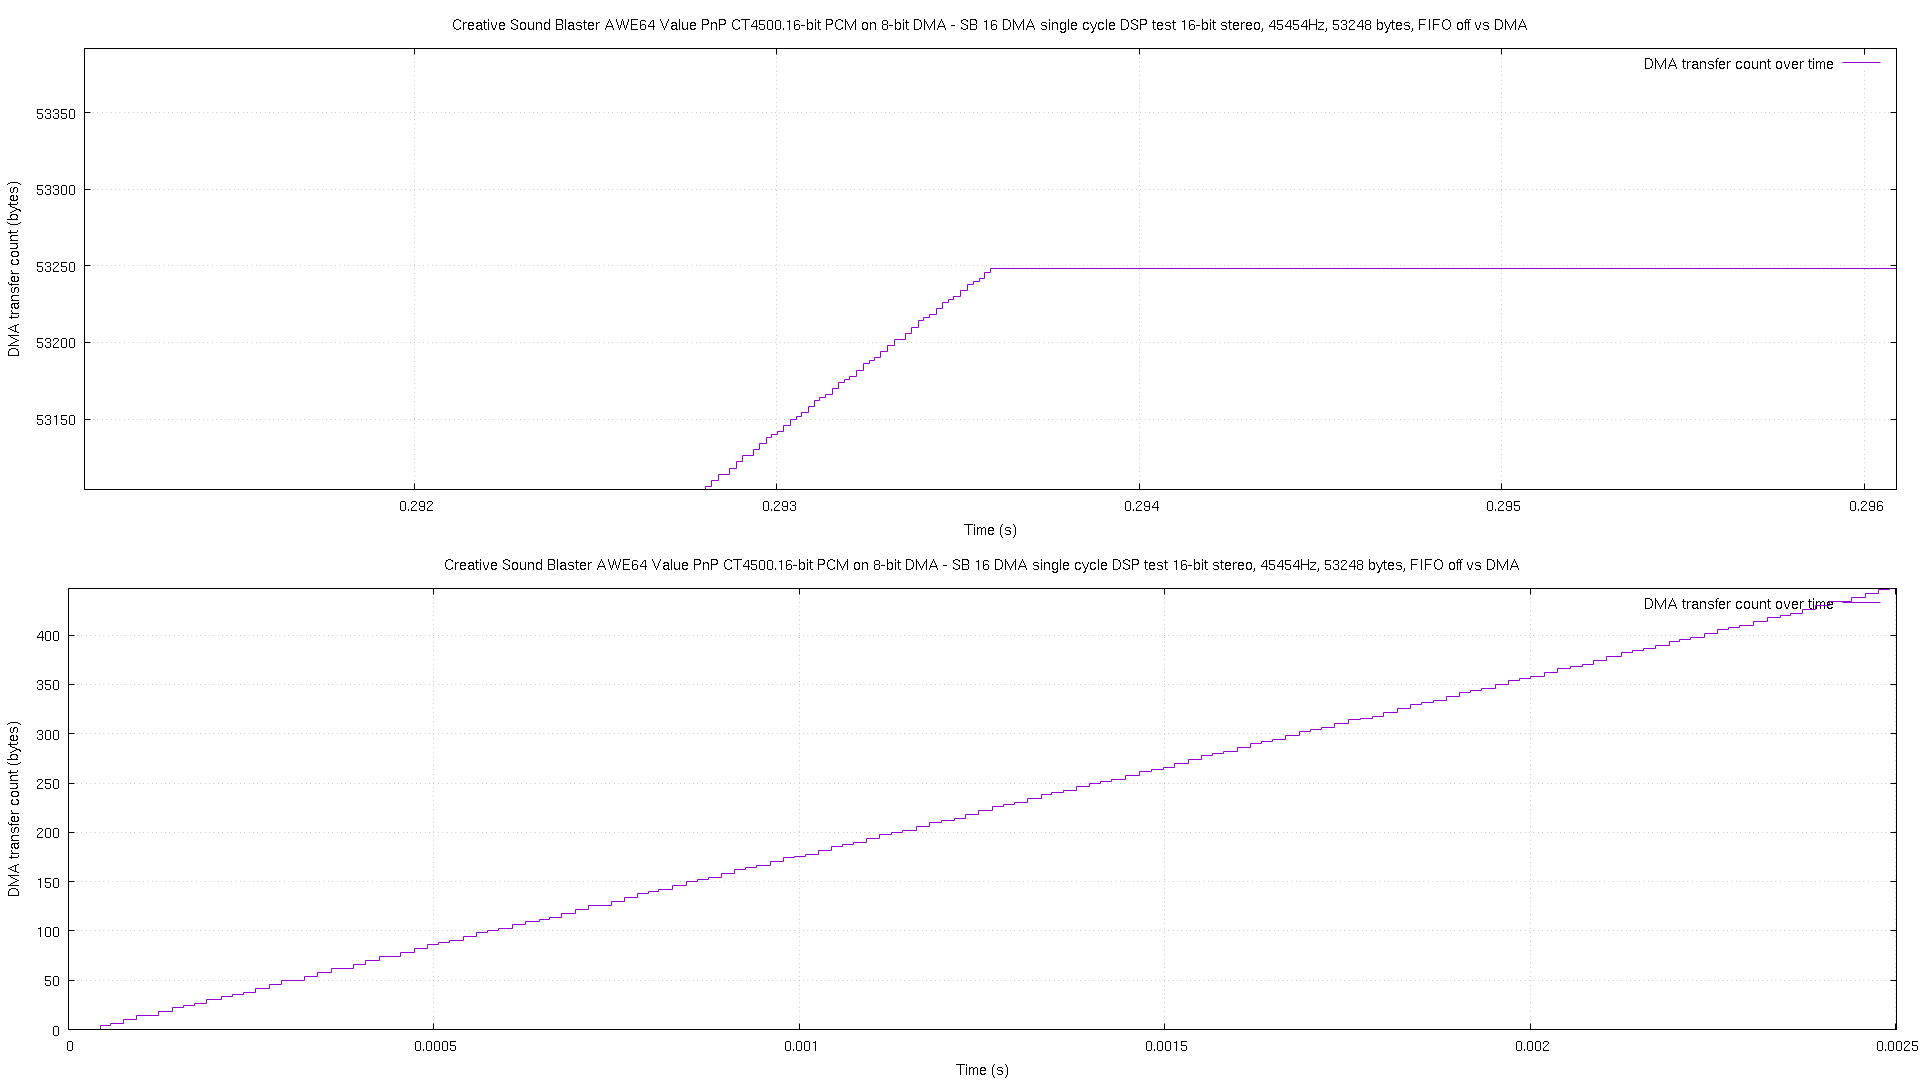 Creative Sound Blaster AWE64 Value PnP CT4500.16-bit PCM on 8-bit DMA - SB 16 DMA single cycle DSP test 16-bit stereo, 45454Hz, 53248 bytes, FIFO off vs DMA
DMA transfer count over time
53350
53300
53250
53200
53150
DMA transfer count (bytes)
0.292 0.293 0.294 0.295 0.296
Time (s)
Creative Sound Blaster AWE64 Value PnP CT4500.16-bit PCM on 8-bit DMA - SB 16 DMA single cycle DSP test 16-bit stereo, 45454Hz, 53248 bytes, FIFO off vs DMA
DMA transfer count over time
400
350
300
250
200
150
100
50
0
DMA transfer count (bytes)
0 0.0005 0.001 0.0015 0.002 0.0025
Time (s)